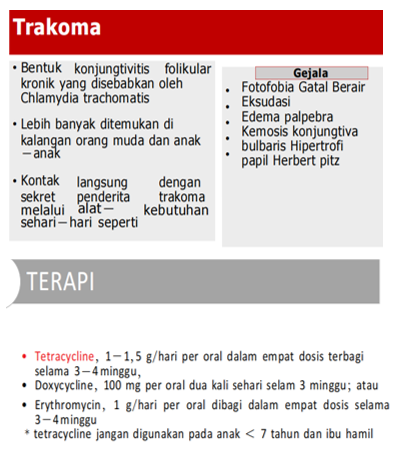 Trakoma
• Bentuk konjungtivitis folikular
kronik yang disebabkan oleh
Chlamydia trachomatis
• Lebih banyak ditemukan di
kalangan orang muda dan anak
—anak
• Kontak langsung dengan
sekret penderita trakoma
melalui alat— kebutuhan
sehari—hari seperti
Gejala
• Fotofobia Gatal Berair
• Eksudasi
• Edema palpebra
• Kemosis konjungtiva
• bulbaris Hipertrofi
papil Herbert pitz
TERAPI
• Tetracycline, 1—1,5 g/hari per oral dalam empat dosis terbagi
selama 3—4minggu,
• Doxycycline, 100 mg per oral dua kali sehari selam 3 minggu; atau
• Erythromycin, 1 g/hari per oral dibagi dalam empat dosis selama
3—4minggu
* tetracycline jangan digunakan pada anak < 7 tahun dan ibu hamil